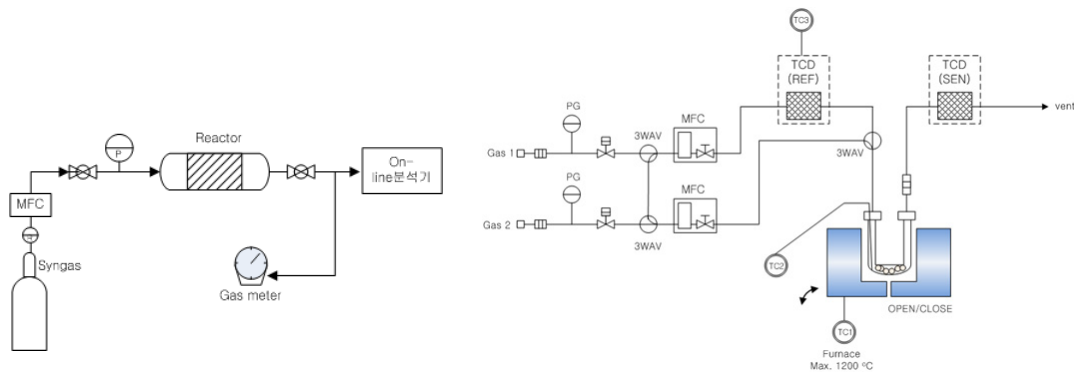 P
Reactor
On-
line분석기
MFC
Syngas
Gas meter
TC3
TCD
(REF)
TCD
(SEN)
vent
PG
MFC
3WAV
Gas 1
3WAV
PG
MFC
Gas 2
3WAV
TC2
OPEN/CLOSE
TC1
Furnace
Max. 1200 ºC